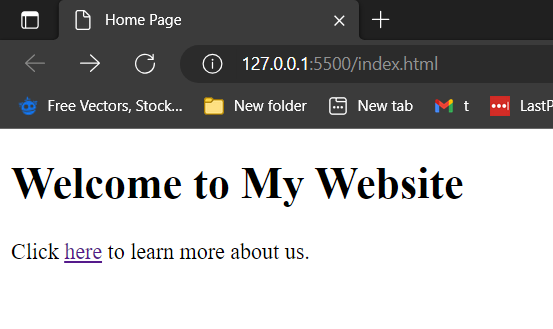 Home Page
127.0.0.1:5500/index.html
Free Vectors, Stock... New folder New tab t LastP
Welcome to My Website
Click here to learn more about us.